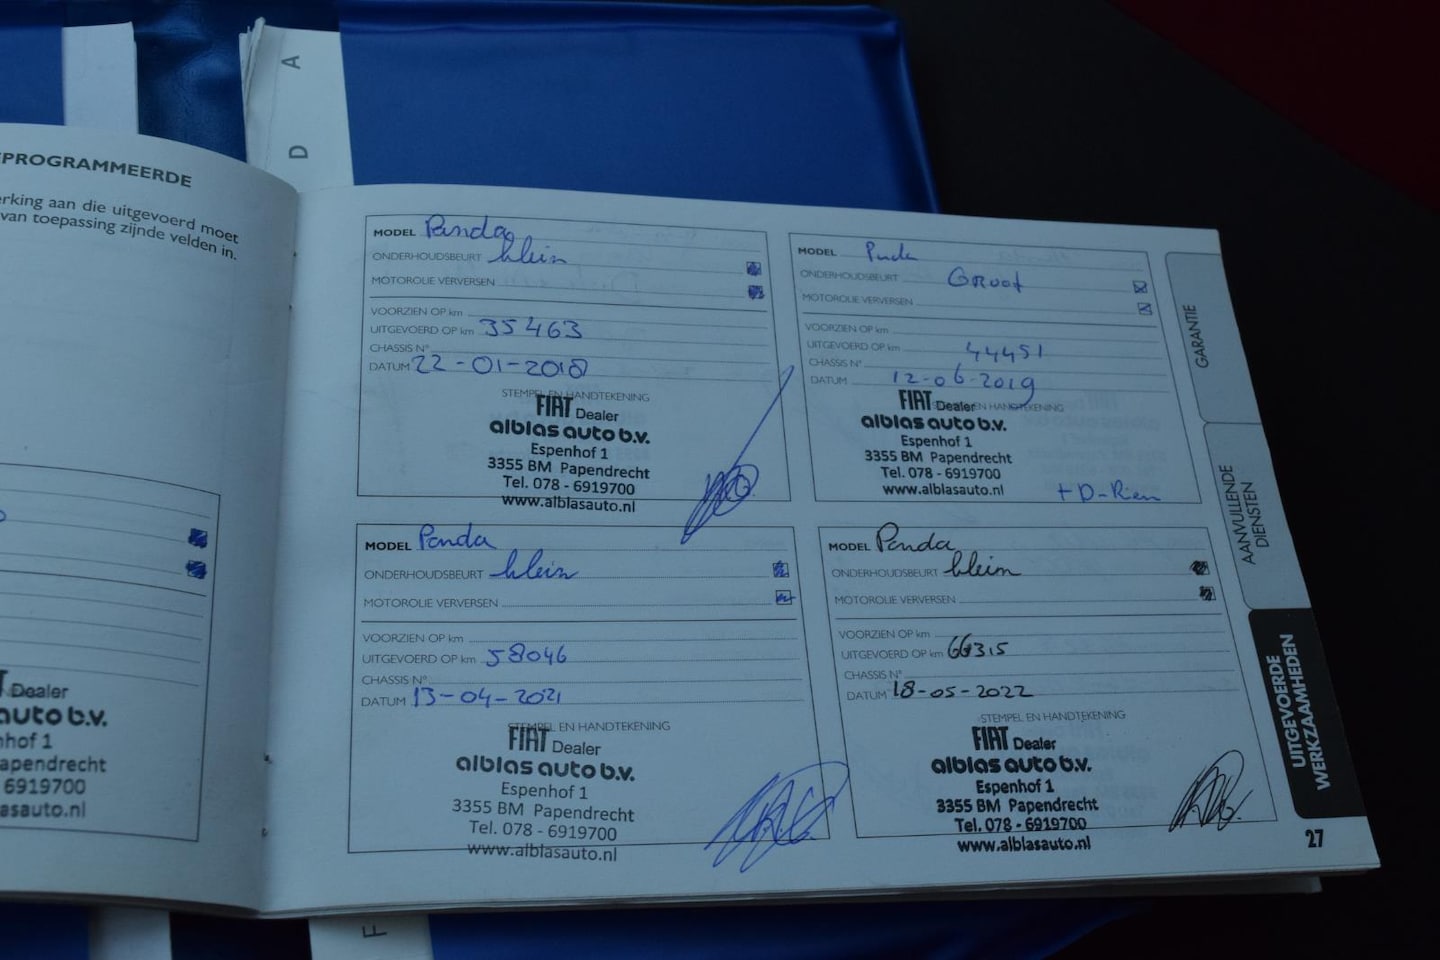 A
D
PROGRAMMEERDE
rking aan die uitgevoerd moet
van toepassing zijnde velden in.
Dealer
auto b.v.
hof 1
apendrecht
6919700
asauto.nl
MODEL Panda
ONDERHOUDSBEURT klein
MOTOROLIE VERVERSEN
VOORZIEN OP km
UITGEVOERD OP km 35463
CHASSIS N°
DATUM 22-01-2018
STEMPEL EN HANDTEKENING
FIAT Dealer
alblas auto b.v.
Espenhof 1
3355 BM Papendrecht
Tel. 078 - 6919700
www.alblasauto.nl
MODEL Panda
ONDERHOUDSBEURT Groot
MOTOROLIE VERVERSEN
VOORZIEN OP km
UITGEVOERD OP km 44451
CHASSIS N°
DATUM 12-06-2019
STEMPEL EN HANDTEKENING
FIAT Dealer
alblas auto b.v.
Espenhof 1
3355 BM Papendrecht
Tel. 078 - 6919700
www.alblasauto.nl
+ D-Riem
MODEL Panda
ONDERHOUDSBEURT klein
MOTOROLIE VERVERSEN
VOORZIEN OP km
UITGEVOERD OP km 58046
CHASSIS N°
DATUM 13-04-2021
STEMPEL EN HANDTEKENING
FIAT Dealer
alblas auto b.v.
Espenhof 1
3355 BM Papendrecht
Tel. 078 - 6919700
www.alblasauto.nl
MODEL Panda
ONDERHOUDSBEURT klein
MOTOROLIE VERVERSEN
VOORZIEN OP km
UITGEVOERD OP km 66315
CHASSIS N°
DATUM 18-05-2022
STEMPEL EN HANDTEKENING
FIAT Dealer
alblas auto b.v.
Espenhof 1
3355 BM Papendrecht
Tel. 078 - 6919700
www.alblasauto.nl
GARANTIE
AANVULLENDE
DIENSTEN
UITGEVOERDE
WERKZAAMHEDEN
27
F